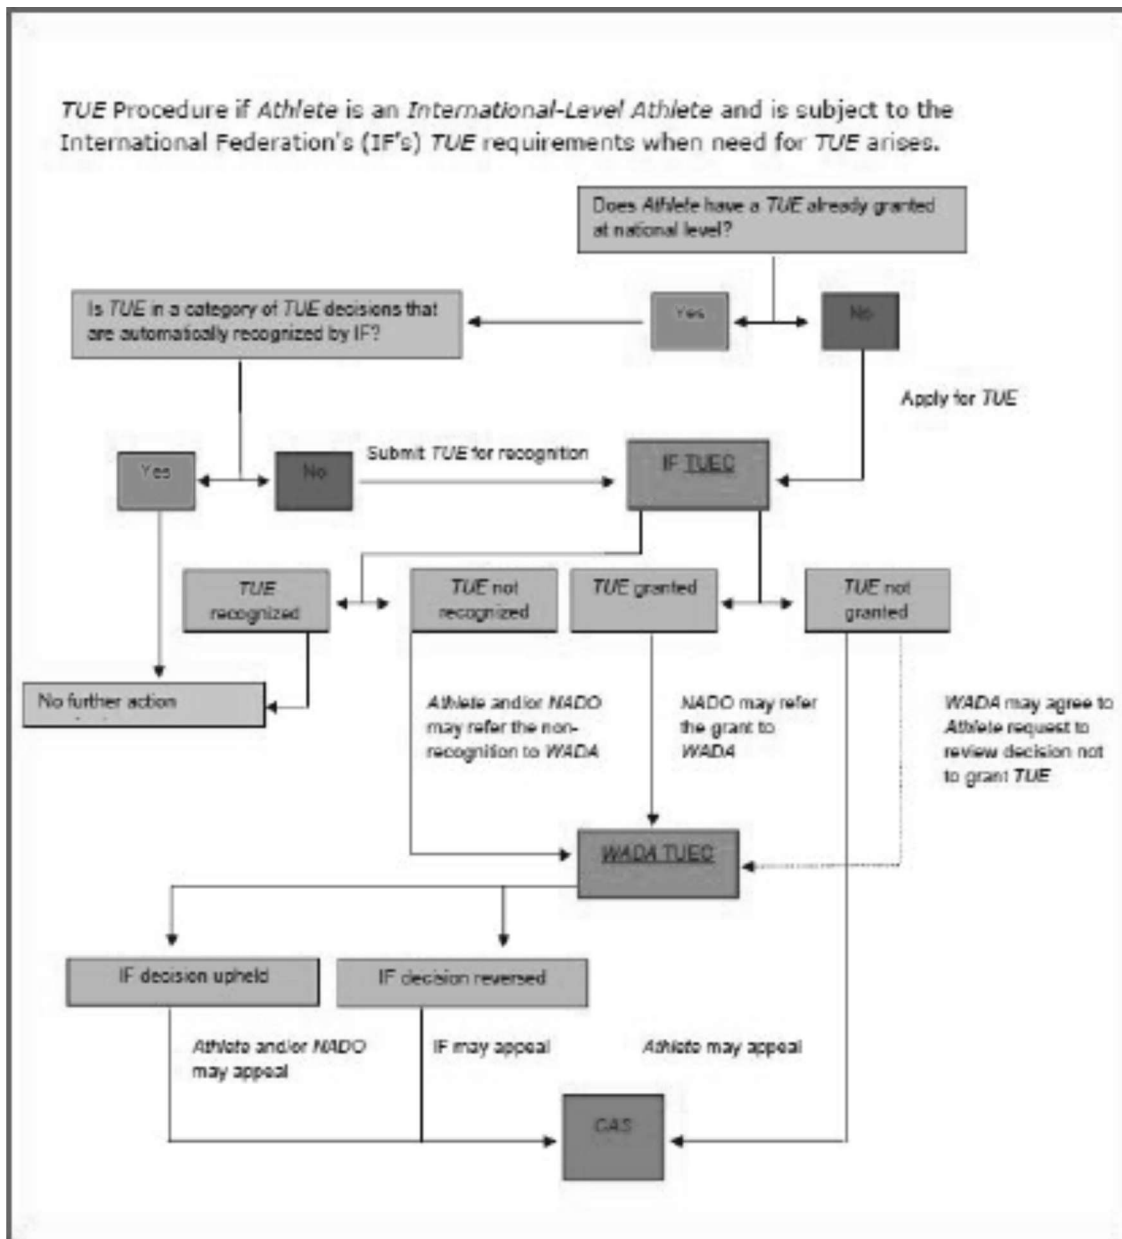 TUE Procedure if Athlete is an International-Level Athlete and is subject to the
International Federation's (IF's) TUE requirements when need for TUE arises.
Does Athlete have a TUE already granted
at national level?
Is TUE in a category of TUE decisions that
are automatically recognized by IF?
Yes
No
Apply for TUE
Yes
No
Submit TUE for recognition
IF TUEC
TUE
recognized
TUE not
recognized
TUE granted
TUE not
granted
No further action
Athlete and/or NADO
may refer the non-
recognition to WADA
NADO may refer
the grant to
WADA
WADA may agree to
Athlete request to
review decision not
to grant TUE
WADA TUEC
IF decision upheld
IF decision reversed
Athlete and/or NADO
may appeal
IF may appeal
Athlete may appeal
CAS